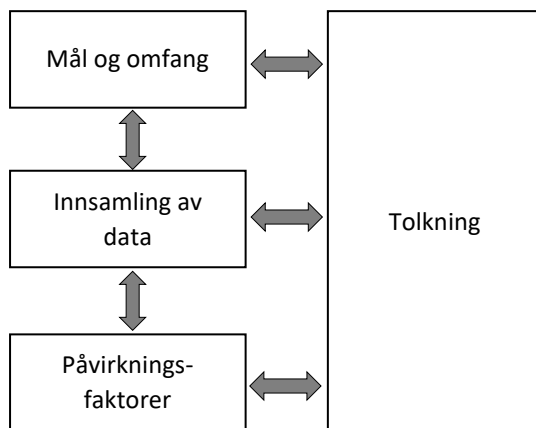 Mål og omfang
Innsamling av
data
Tolkning
Påvirknings-
faktorer